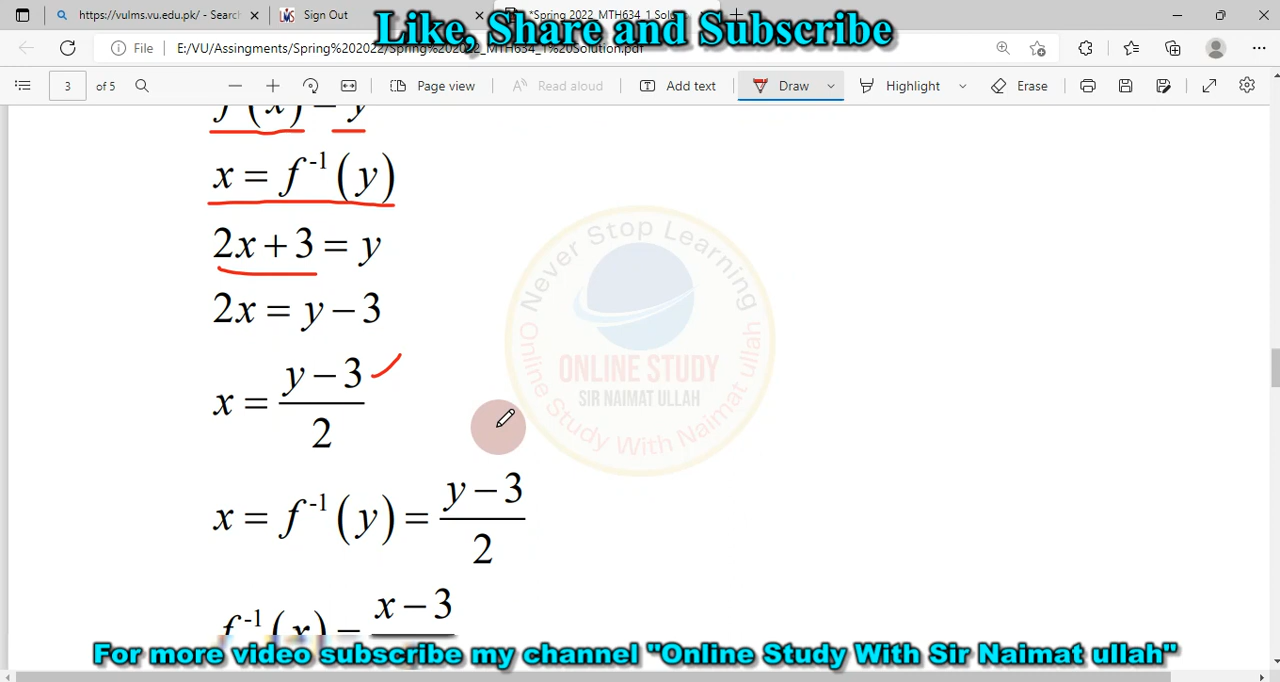 https://vulms.vu.edu.pk/ - Search
Sign Out
*Spring 2022_MTH634_1 Solu
Like, Share and Subscribe
File
E:/VU/Assingments/Spring%202022/Spring%202022_MTH634_1%20Solution.pdf
3 of 5
Page view
Read aloud
Add text
Draw
Highlight
Erase
f(x) = y
x = f⁻¹(y)
2x + 3 = y
2x = y − 3
x = (y − 3)/2
x = f⁻¹(y) = (y − 3)/2
f⁻¹(x) = x − 3
Never Stop Learning
ONLINE STUDY
SIR NAIMAT ULLAH
Online Study With Naimat ullah
For more video subscribe my channel "Online Study With Sir Naimat ullah"